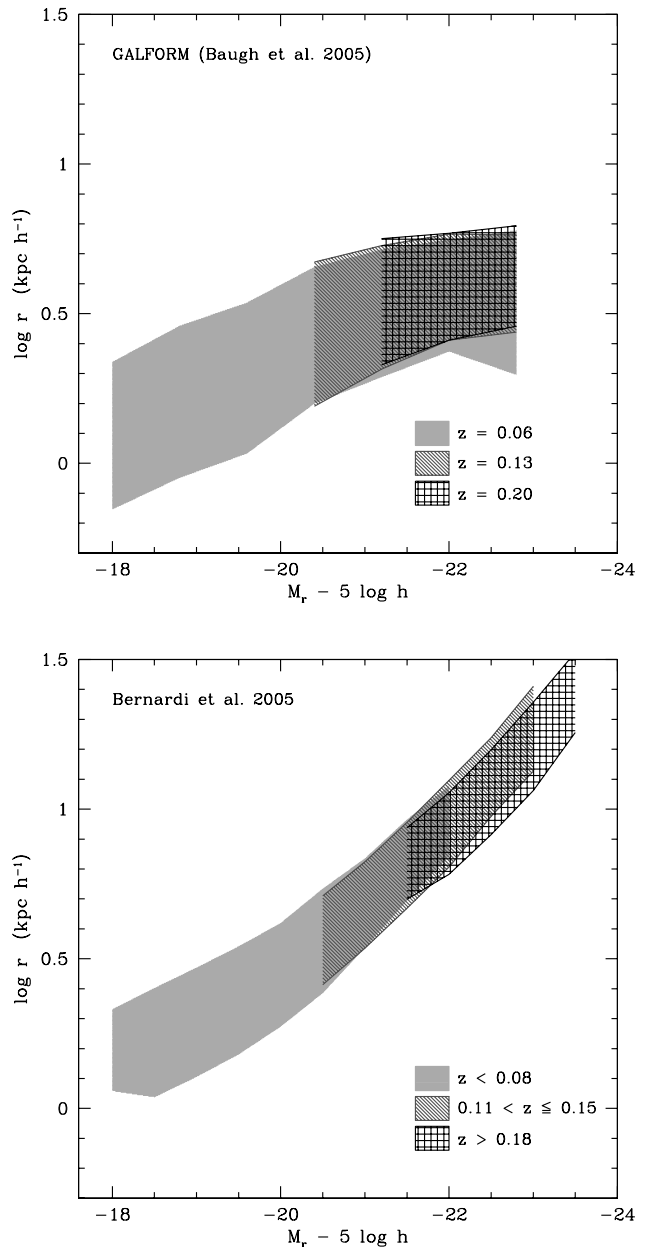 1.5
GALFORM (Baugh et al. 2005)
1
log r (kpc h⁻¹)
0.5
z = 0.06
0
z = 0.13
z = 0.20
−18
−20
−22
−24
M_r − 5 log h
1.5
Bernardi et al. 2005
1
log r (kpc h⁻¹)
0.5
z < 0.08
0
0.11 < z ≦ 0.15
z > 0.18
−18
−20
−22
−24
M_r − 5 log h